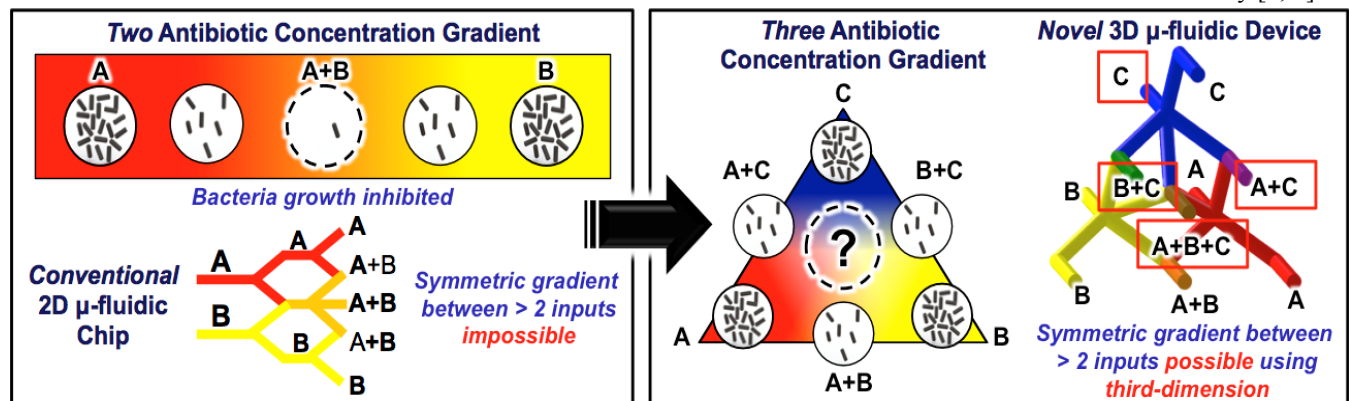 Two Antibiotic Concentration Gradient
A
A+B
B
Bacteria growth inhibited
Conventional
2D µ-fluidic
Chip
A
B
A
B
A
A+B
A+B
A+B
B
Symmetric gradient
between > 2 inputs
impossible
Three Antibiotic
Concentration Gradient
C
A+C
B+C
?
A
B
A+B
Novel 3D µ-fluidic Device
C
C
B
B+C
A
A+C
A+B+C
B
A+B
A
Symmetric gradient between
> 2 inputs possible using
third-dimension